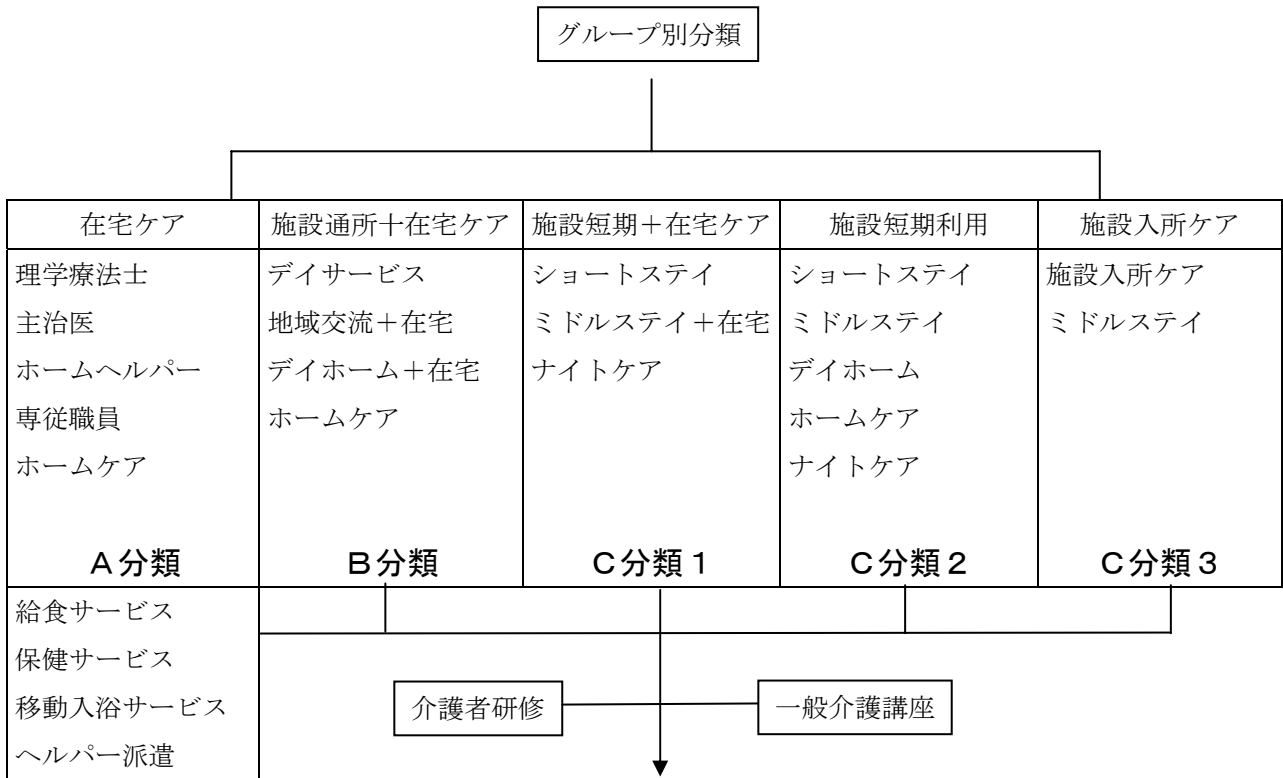 グループ別分類
在宅ケア
理学療法士
主治医
ホームヘルパー
専従職員
ホームケア
A分類
給食サービス
保健サービス
移動入浴サービス
ヘルパー派遣
施設通所十在宅ケア
デイサービス
地域交流+在宅
デイホーム+在宅
ホームケア
B分類
施設短期+在宅ケア
ショートステイ
ミドルステイ+在宅
ナイトケア
C分類1
施設短期利用
ショートステイ
ミドルステイ
デイホーム
ホームケア
ナイトケア
C分類2
施設入所ケア
施設入所ケア
ミドルステイ
C分類3
介護者研修
一般介護講座